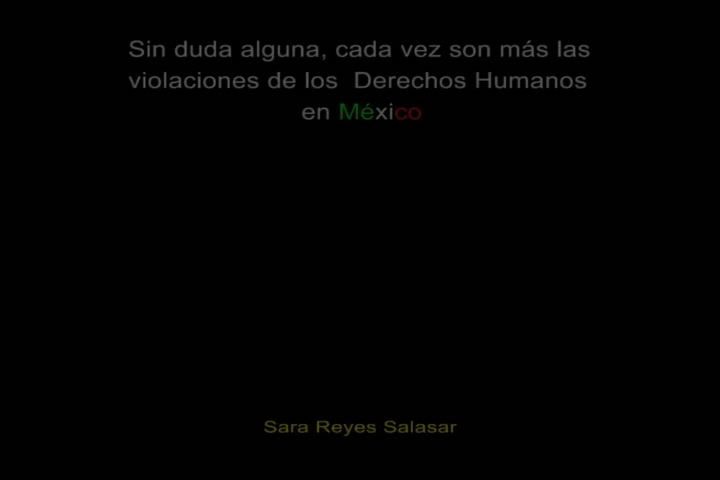 Sin duda alguna, cada vez son más las
violaciones de los Derechos Humanos
en México
Sara Reyes Salasar